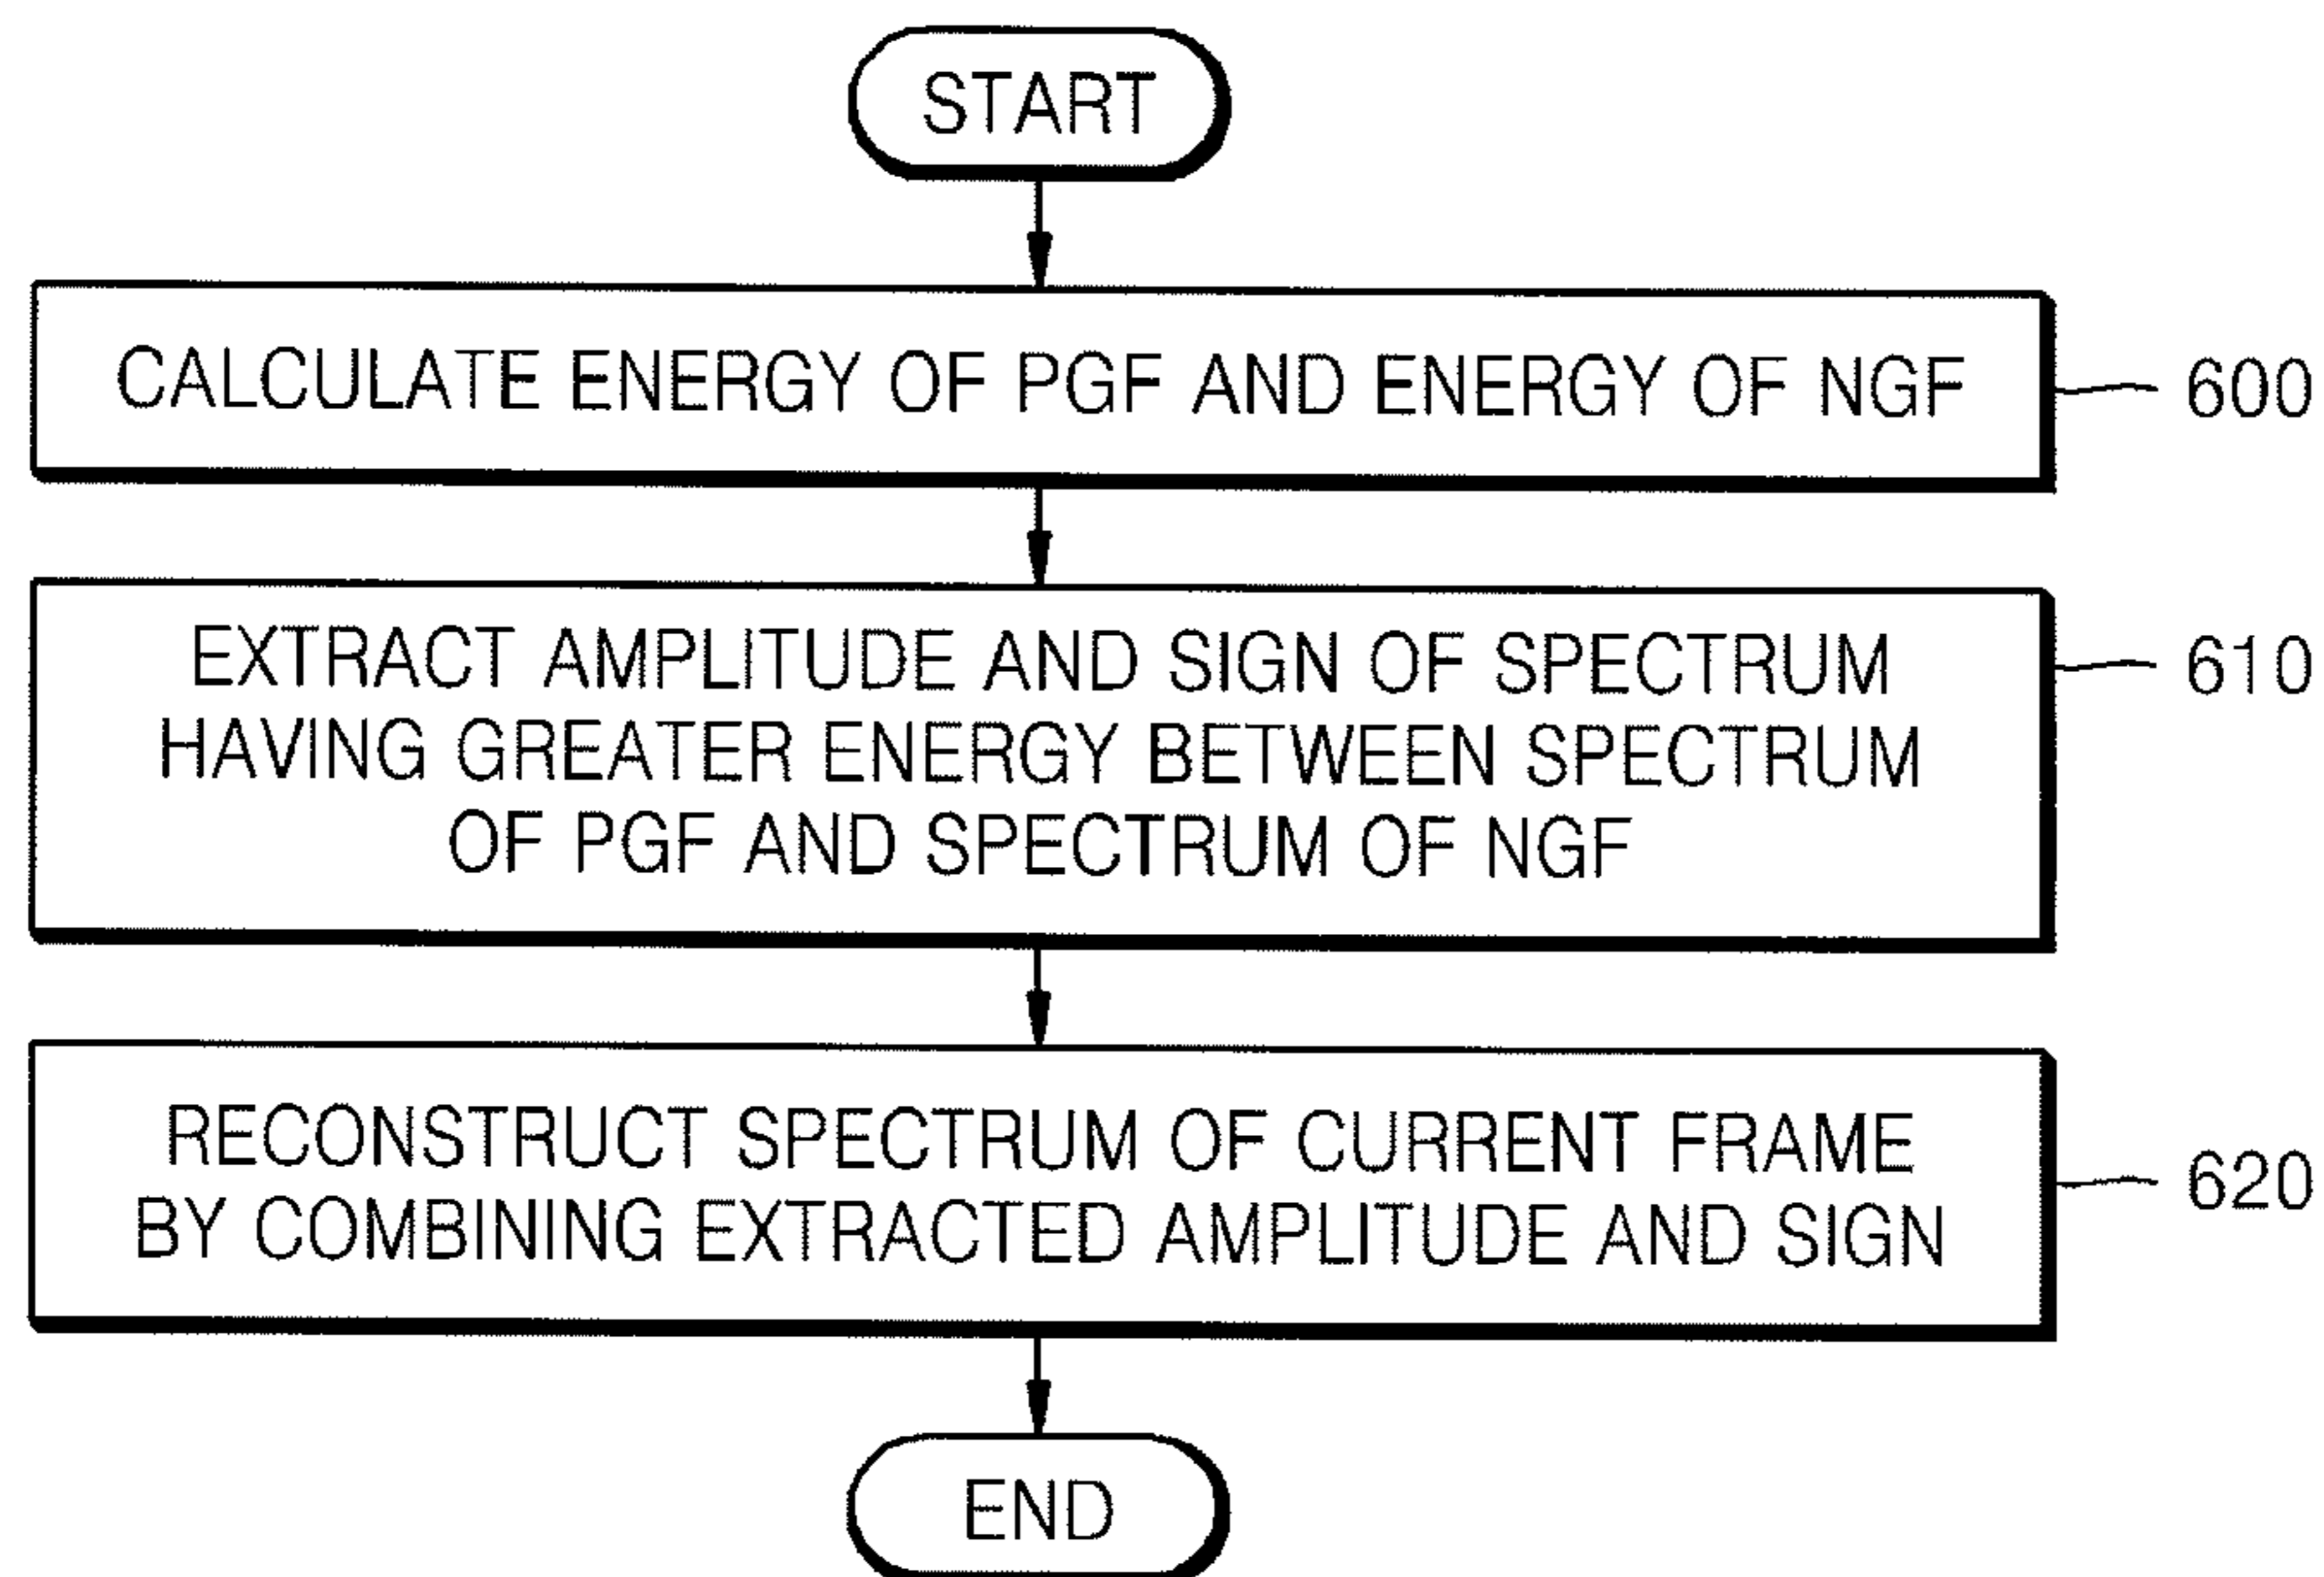 START
CALCULATE ENERGY OF PGF AND ENERGY OF NGF
600
EXTRACT AMPLITUDE AND SIGN OF SPECTRUM
HAVING GREATER ENERGY BETWEEN SPECTRUM
OF PGF AND SPECTRUM OF NGF
610
RECONSTRUCT SPECTRUM OF CURRENT FRAME
BY COMBINING EXTRACTED AMPLITUDE AND SIGN
620
END